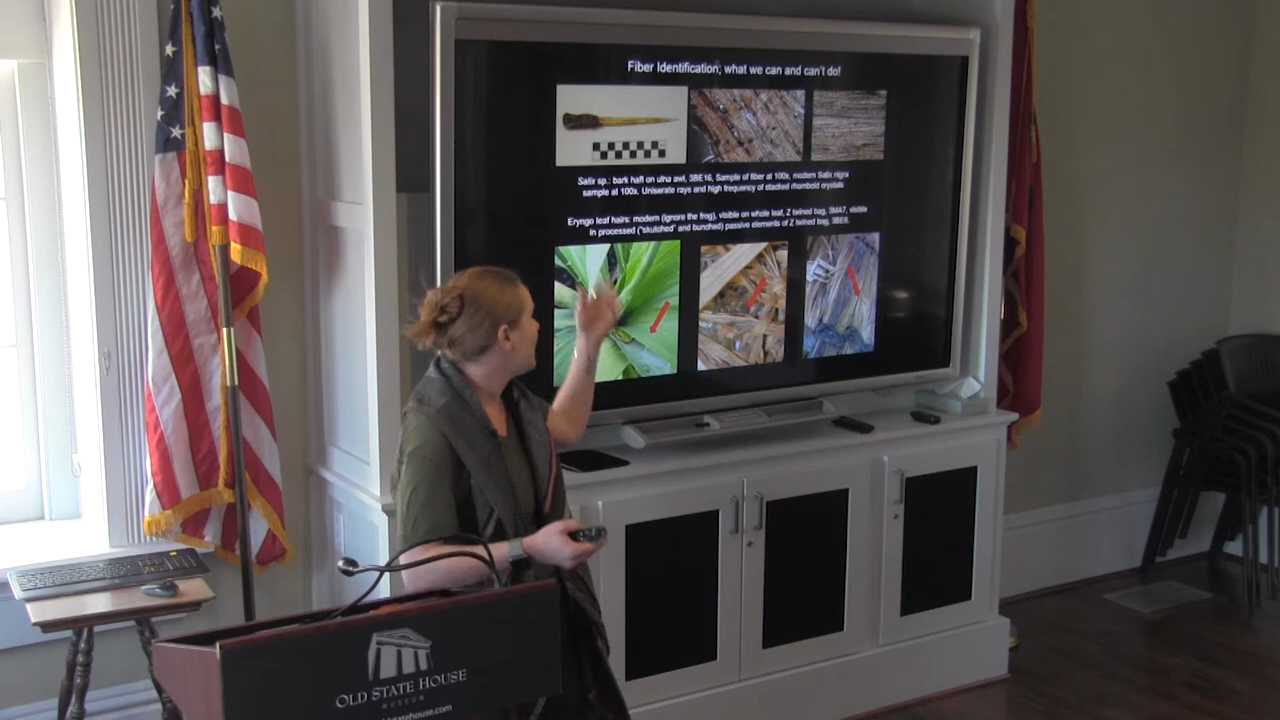 Fiber Identification; what we can and can't do!
Salix sp.: bark haft on ulna awl, 3BE16, Sample of fiber at 100x, modern Salix nigra
sample at 100x. Uniserate rays and high frequency of stacked rhomboid crystals
Eryngo leaf hairs: modern (ignore the frog), visible on whole leaf, Z twined bag, 3MA7, visible
in processed ("skutched" and bunched) passive elements of Z twined bag, 3BE6.
OLD STATE HOUSE
MUSEUM
statehouse.com